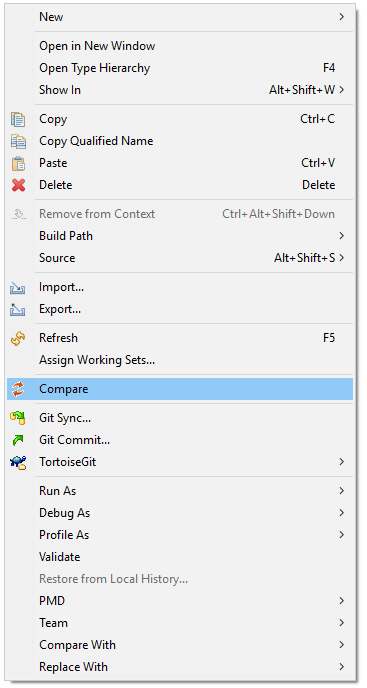 New
Open in New Window
Open Type Hierarchy F4
Show In Alt+Shift+W
Copy Ctrl+C
Copy Qualified Name
Paste Ctrl+V
Delete Delete
Remove from Context Ctrl+Alt+Shift+Down
Build Path
Source Alt+Shift+S
Import...
Export...
Refresh F5
Assign Working Sets...
Compare
Git Sync...
Git Commit...
TortoiseGit
Run As
Debug As
Profile As
Validate
Restore from Local History...
PMD
Team
Compare With
Replace With